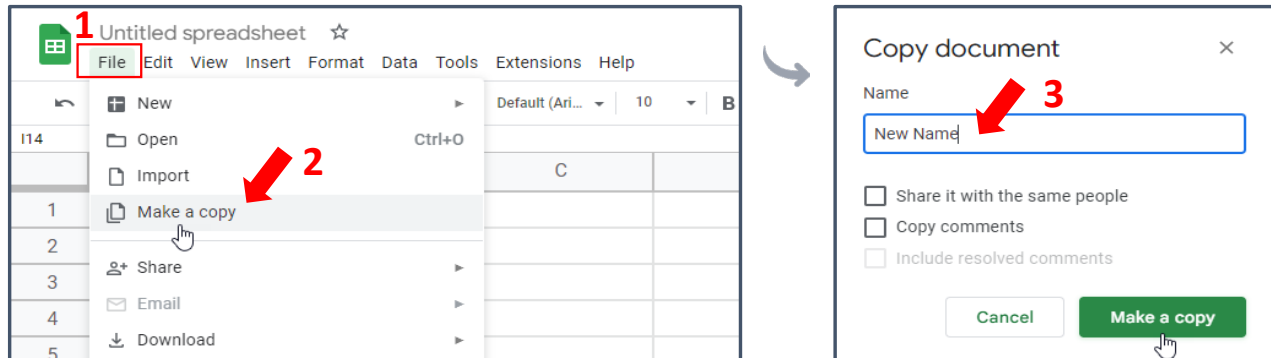 1
Untitled spreadsheet
File Edit View Insert Format Data Tools Extensions Help
New
Default (Ari... 10 B
I14
Open Ctrl+O
2
Import
C
1
Make a copy
2
3
Share
4
Email
5
Download
Copy document
Name
3
New Name
Share it with the same people
Copy comments
Include resolved comments
Cancel
Make a copy